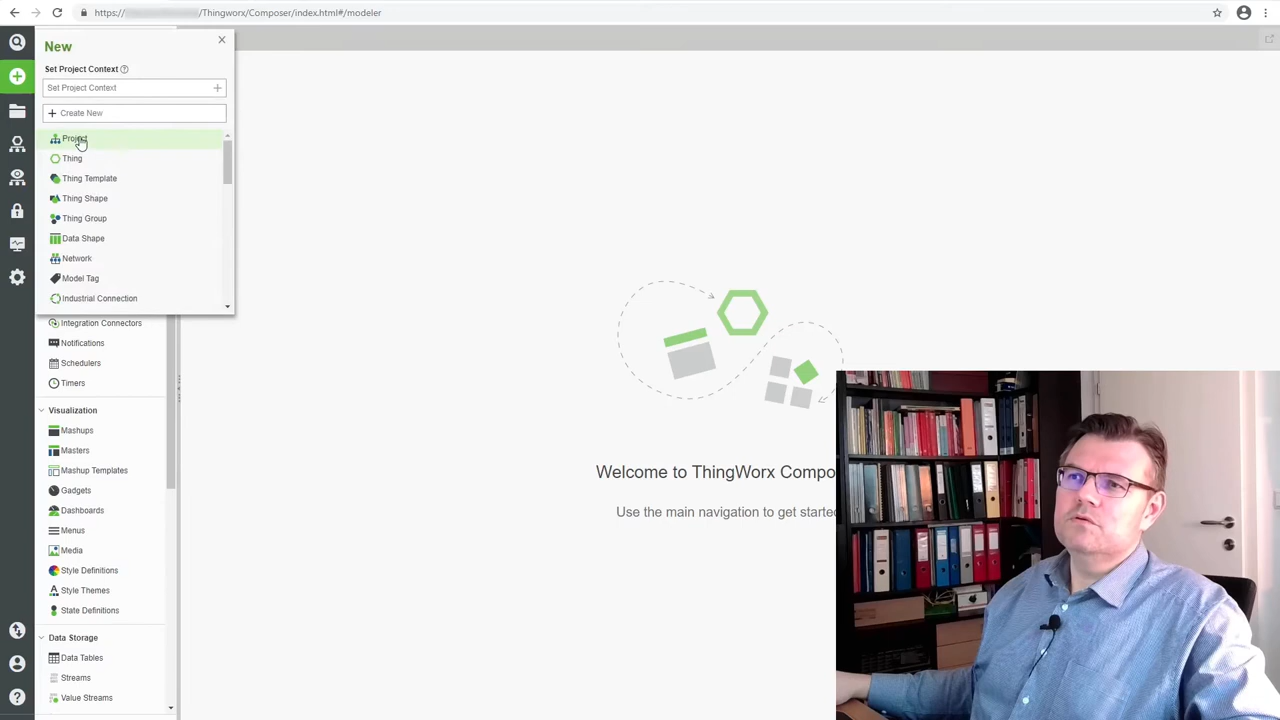 https://
/Thingworx/Composer/index.html#/modeler
New
Set Project Context
Set Project Context
Create New
Project
Thing
Thing Template
Thing Shape
Thing Group
Data Shape
Network
Model Tag
Industrial Connection
Integration Connectors
Notifications
Schedulers
Timers
Visualization
Mashups
Masters
Mashup Templates
Gadgets
Dashboards
Menus
Media
Style Definitions
Style Themes
State Definitions
Data Storage
Data Tables
Streams
Value Streams
Welcome to ThingWorx Compo
Use the main navigation to get starte